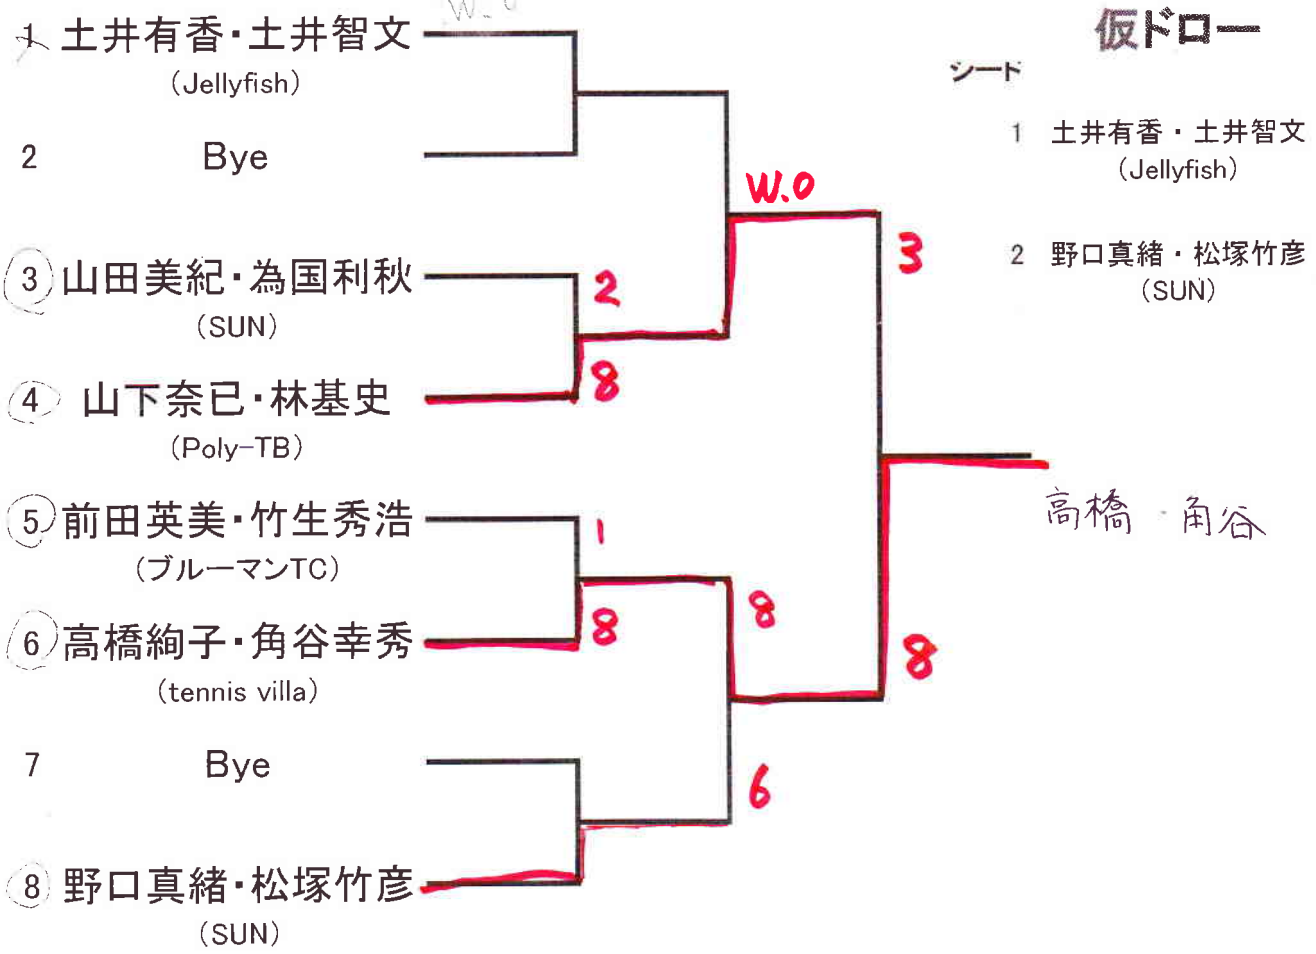 W.O
仮ドロー
1 土井有香・土井智文
(Jellyfish)
2 Bye
③ 山田美紀・為国利秋
(SUN)
④ 山下奈已・林基史
(Poly-TB)
⑤ 前田英美・竹生秀浩
(ブルーマンTC)
⑥ 高橋絢子・角谷幸秀
(tennis villa)
7 Bye
⑧ 野口真緒・松塚竹彦
(SUN)
2
8
1
8
W.O
8
6
3
8
高橋・角谷
シード
1 土井有香・土井智文
(Jellyfish)
2 野口真緒・松塚竹彦
(SUN)